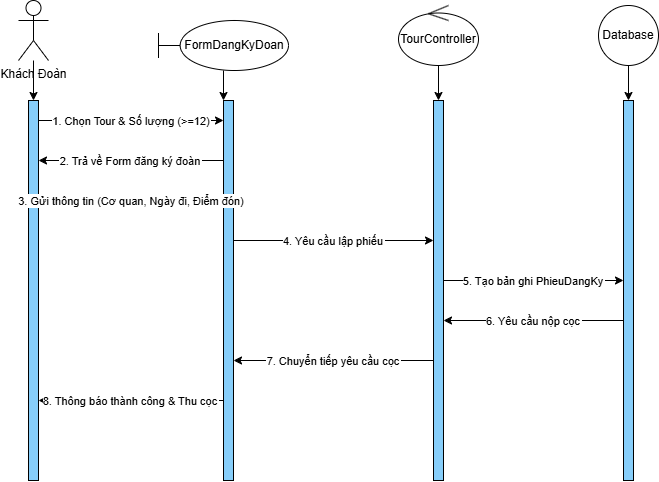 Khách Đoàn
FormDangKyDoan
TourController
Database
1. Chọn Tour & Số lượng (>=12)
2. Trả về Form đăng ký đoàn
3. Gửi thông tin (Cơ quan, Ngày đi, Điểm đón)
4. Yêu cầu lập phiếu
5. Tạo bản ghi PhieuDangKy
6. Yêu cầu nộp cọc
7. Chuyển tiếp yêu cầu cọc
8. Thông báo thành công & Thu cọc